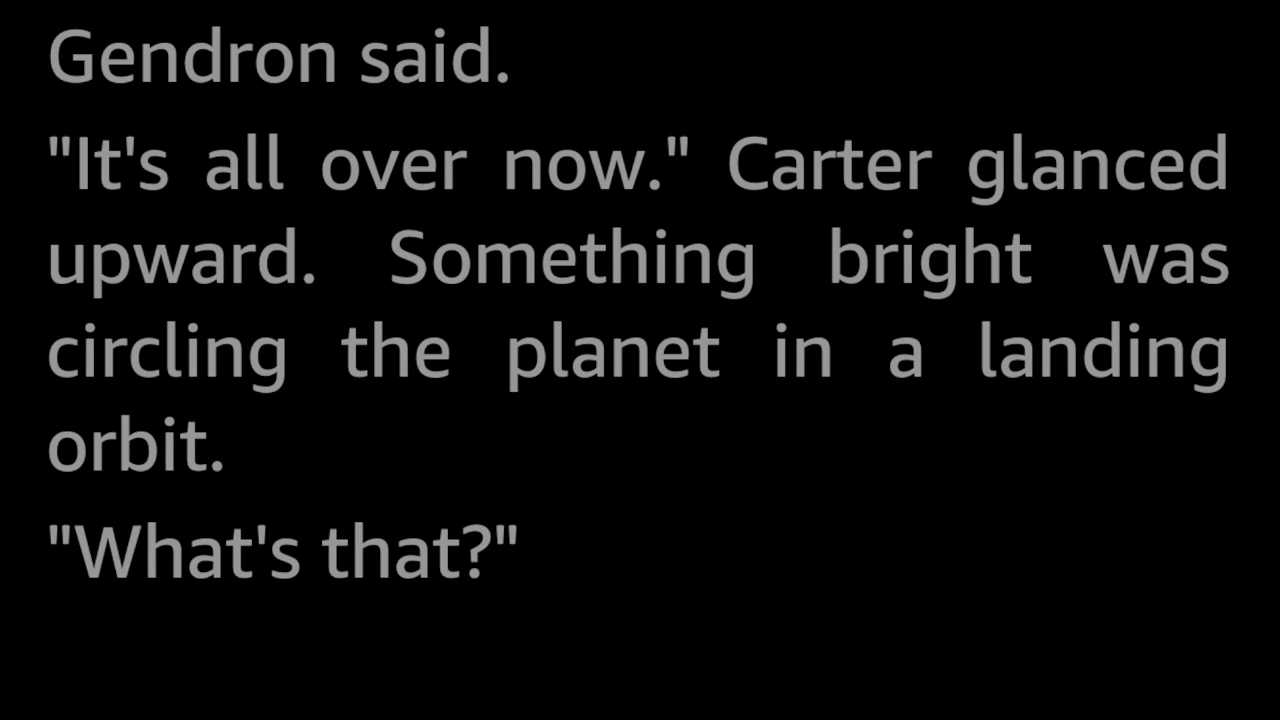 Gendron said.
"It's all over now." Carter glanced
upward. Something bright was
circling the planet in a landing
orbit.
"What's that?"